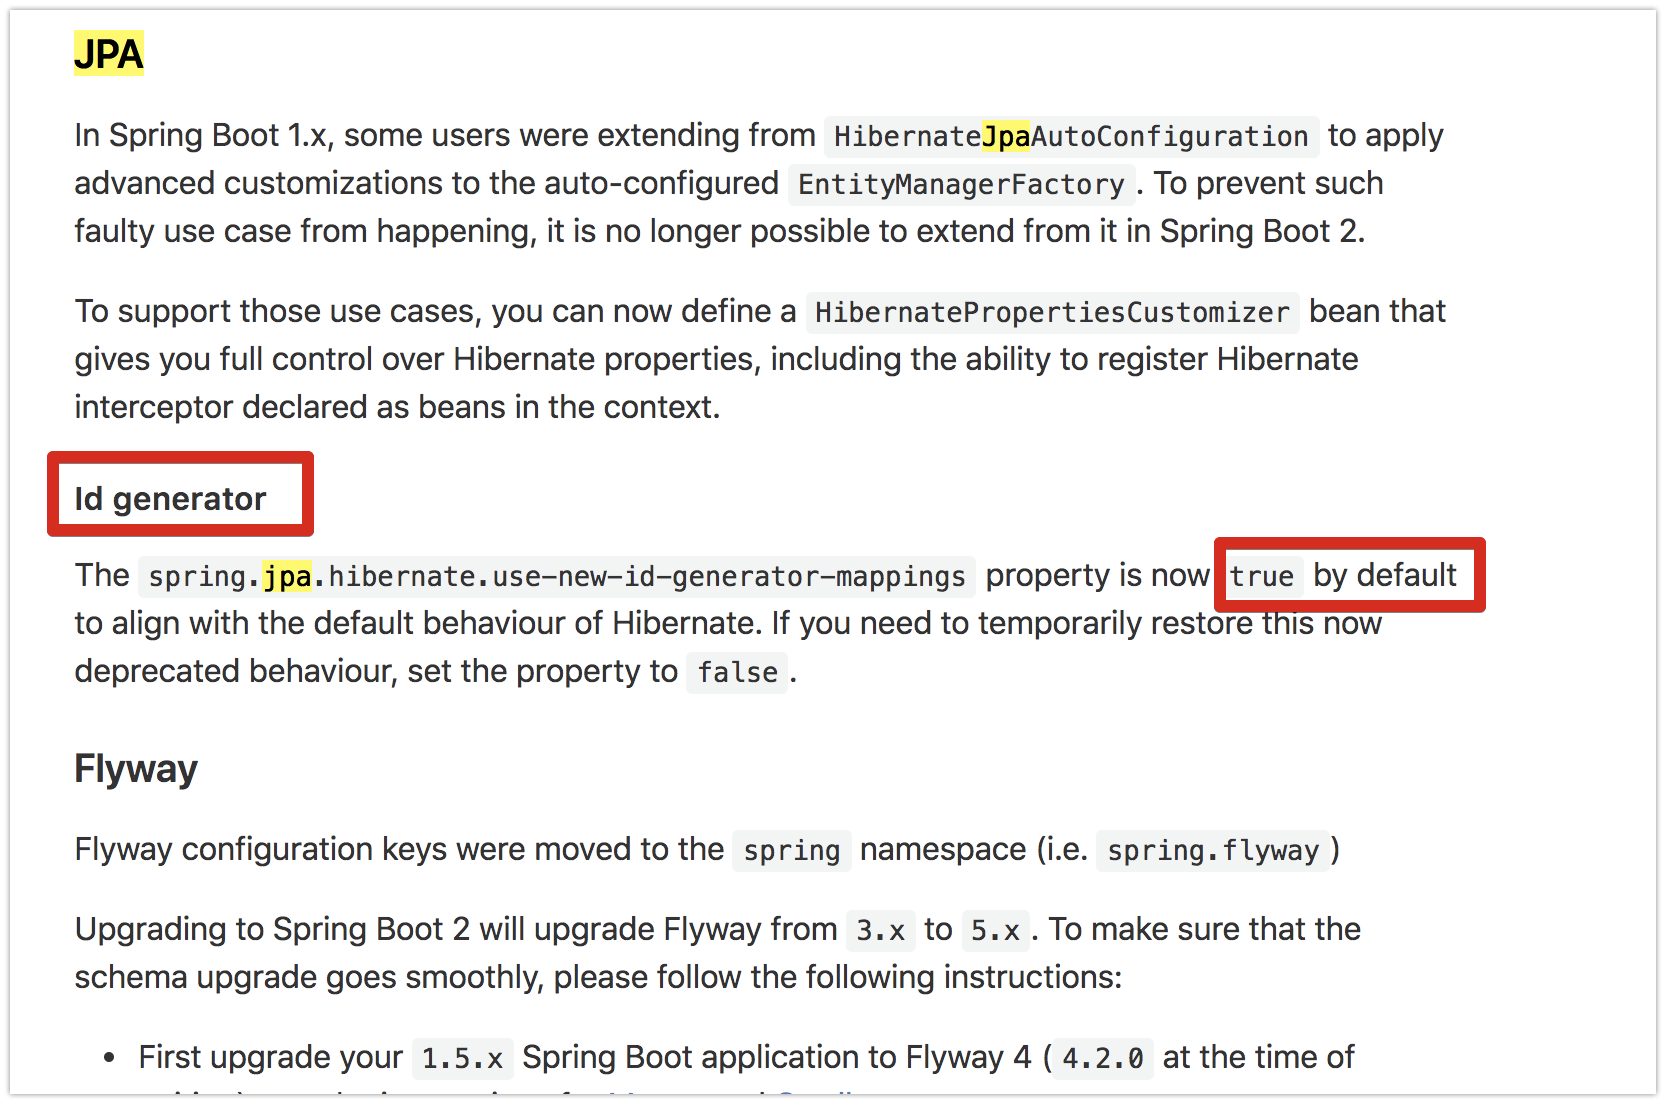 JPA
In Spring Boot 1.x, some users were extending from HibernateJpaAutoConfiguration to apply
advanced customizations to the auto-configured EntityManagerFactory. To prevent such
faulty use case from happening, it is no longer possible to extend from it in Spring Boot 2.
To support those use cases, you can now define a HibernatePropertiesCustomizer bean that
gives you full control over Hibernate properties, including the ability to register Hibernate
interceptor declared as beans in the context.
Id generator
The spring.jpa.hibernate.use-new-id-generator-mappings property is now true by default
to align with the default behaviour of Hibernate. If you need to temporarily restore this now
deprecated behaviour, set the property to false.
Flyway
Flyway configuration keys were moved to the spring namespace (i.e. spring.flyway)
Upgrading to Spring Boot 2 will upgrade Flyway from 3.x to 5.x. To make sure that the
schema upgrade goes smoothly, please follow the following instructions:
• First upgrade your 1.5.x Spring Boot application to Flyway 4 (4.2.0 at the time of